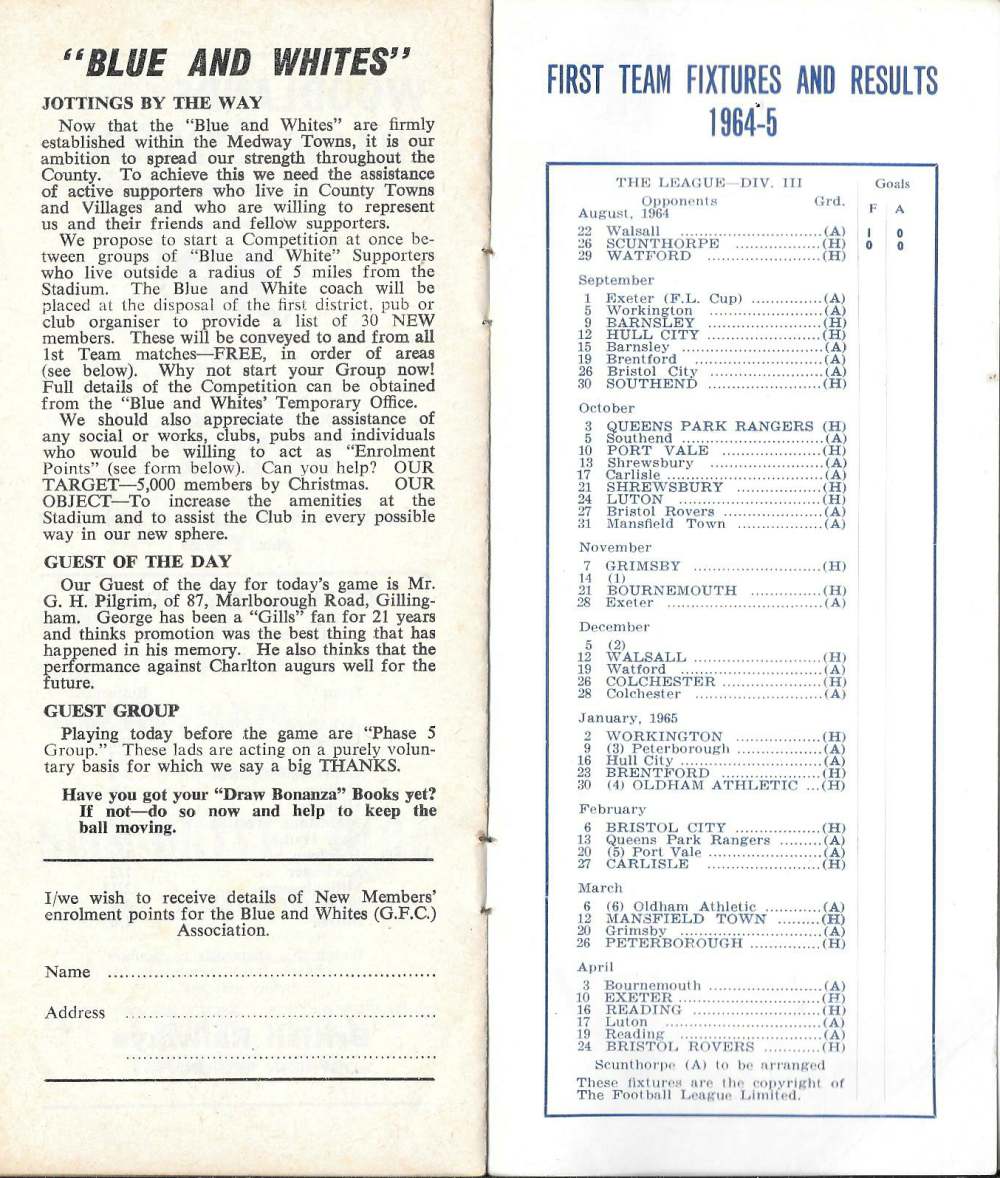 "BLUE AND WHITES"
JOTTINGS BY THE WAY
Now that the "Blue and Whites" are firmly
established within the Medway Towns, it is our
ambition to spread our strength throughout the
County. To achieve this we need the assistance
of active supporters who live in County Towns
and Villages and who are willing to represent
us and their friends and fellow supporters.
We propose to start a Competition at once be-
tween groups of "Blue and White" Supporters
who live outside a radius of 5 miles from the
Stadium. The Blue and White coach will be
placed at the disposal of the first district, pub or
club organiser to provide a list of 30 NEW
members. These will be conveyed to and from all
1st Team matches—FREE, in order of areas
(see below). Why not start your Group now!
Full details of the Competition can be obtained
from the "Blue and Whites' Temporary Office.
We should also appreciate the assistance of
any social or works, clubs, pubs and individuals
who would be willing to act as "Enrolment
Points" (see form below). Can you help? OUR
TARGET—5,000 members by Christmas. OUR
OBJECT—To increase the amenities at the
Stadium and to assist the Club in every possible
way in our new sphere.
GUEST OF THE DAY
Our Guest of the day for today's game is Mr.
G. H. Pilgrim, of 87, Marlborough Road, Gilling-
ham. George has been a "Gills" fan for 21 years
and thinks promotion was the best thing that has
happened in his memory. He also thinks that the
performance against Charlton augurs well for the
future.
GUEST GROUP
Playing today before the game are "Phase 5
Group." These lads are acting on a purely volun-
tary basis for which we say a big THANKS.
Have you got your "Draw Bonanza" Books yet?
If not—do so now and help to keep the
ball moving.
I/we wish to receive details of New Members'
enrolment points for the Blue and Whites (G.F.C.)
Association.
Name ....................................................
Address ................................................
................................................
FIRST TEAM FIXTURES AND RESULTS
1964-5
THE LEAGUE—DIV. III Goals
Opponents Grd. F A
August, 1964
22 Walsall ........................(A) 1 0
26 SCUNTHORPE ..............(H) 0 0
29 WATFORD ...................(H)
September
1 Exeter (F.L. Cup) ............(A)
5 Workington ...................(A)
9 BARNSLEY ...................(H)
12 HULL CITY ...................(H)
15 Barnsley ........................(A)
19 Brentford .....................(A)
26 Bristol City ...................(A)
30 SOUTHEND ...................(H)
October
3 QUEENS PARK RANGERS (H)
5 Southend ........................(A)
10 PORT VALE ...................(H)
13 Shrewsbury ...................(A)
17 Carlisle ........................(A)
21 SHREWSBURY ..............(H)
24 LUTON ........................(H)
27 Bristol Rovers ...............(A)
31 Mansfield Town ..............(A)
November
7 GRIMSBY .....................(H)
14 (1)
21 BOURNEMOUTH ............(H)
28 Exeter ........................(A)
December
5 (2)
12 WALSALL .....................(H)
19 Watford ........................(A)
26 COLCHESTER ................(H)
28 Colchester .....................(A)
January, 1965
2 WORKINGTON ..............(H)
9 (3) Peterborough ..............(A)
16 Hull City ........................(A)
23 BRENTFORD .................(H)
30 (4) OLDHAM ATHLETIC ...(H)
February
6 BRISTOL CITY ..............(H)
13 Queens Park Rangers ........(A)
20 (5) Port Vale ...................(A)
27 CARLISLE ...................(H)
March
6 (6) Oldham Athletic ..........(A)
12 MANSFIELD TOWN ........(H)
20 Grimsby ........................(A)
26 PETERBOROUGH ............(H)
April
3 Bournemouth ...................(A)
10 EXETER ........................(H)
16 READING .....................(H)
17 Luton ........................(A)
19 Reading ........................(A)
24 BRISTOL ROVERS ..........(H)
Scunthorpe (A) to be arranged
These fixtures are the copyright of
The Football League Limited.